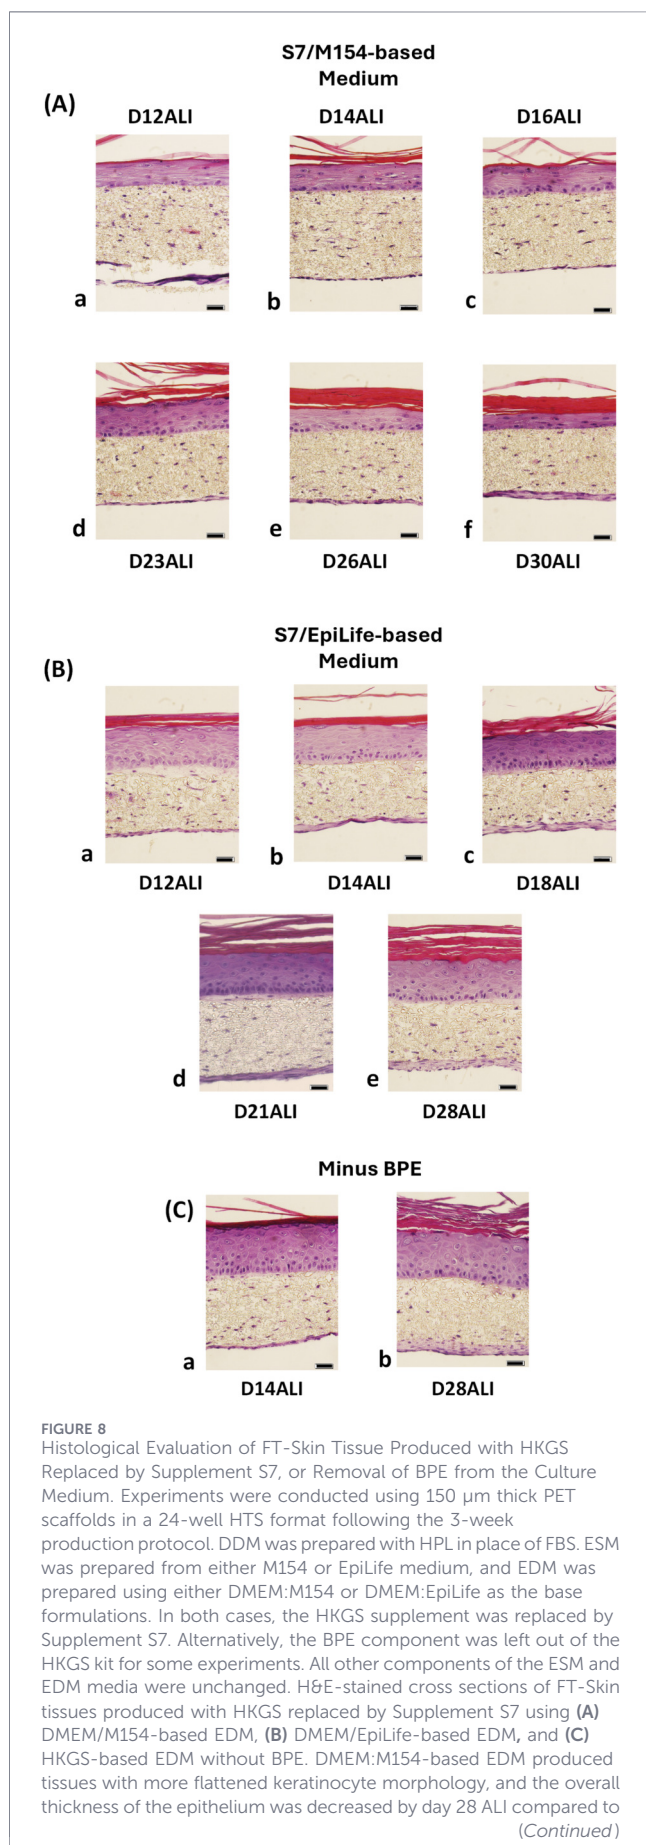 S7/M154-based
Medium
(A)
D12ALI D14ALI D16ALI
a b c
d e f
D23ALI D26ALI D30ALI
S7/EpiLife-based
Medium
(B)
a b c
D12ALI D14ALI D18ALI
d e
D21ALI D28ALI
Minus BPE
(C)
a b
D14ALI D28ALI
FIGURE 8
Histological Evaluation of FT-Skin Tissue Produced with HKGS
Replaced by Supplement S7, or Removal of BPE from the Culture
Medium. Experiments were conducted using 150 µm thick PET
scaffolds in a 24-well HTS format following the 3-week
production protocol. DDM was prepared with HPL in place of FBS. ESM
was prepared from either M154 or EpiLife medium, and EDM was
prepared using either DMEM:M154 or DMEM:EpiLife as the base
formulations. In both cases, the HKGS supplement was replaced by
Supplement S7. Alternatively, the BPE component was left out of the
HKGS kit for some experiments. All other components of the ESM and
EDM media were unchanged. H&E-stained cross sections of FT-Skin
tissues produced with HKGS replaced by Supplement S7 using (A)
DMEM/M154-based EDM, (B) DMEM/EpiLife-based EDM, and (C)
HKGS-based EDM without BPE. DMEM:M154-based EDM produced
tissues with more flattened keratinocyte morphology, and the overall
thickness of the epithelium was decreased by day 28 ALI compared to
(Continued)